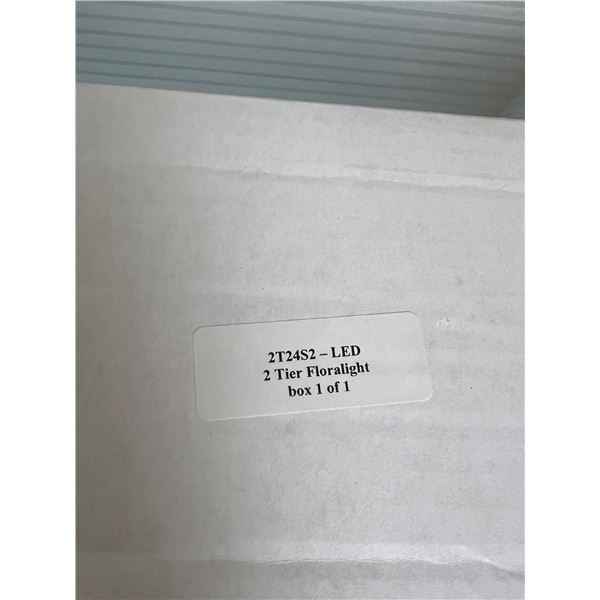 2T24S2 – LED
2 Tier Floralight
box 1 of 1